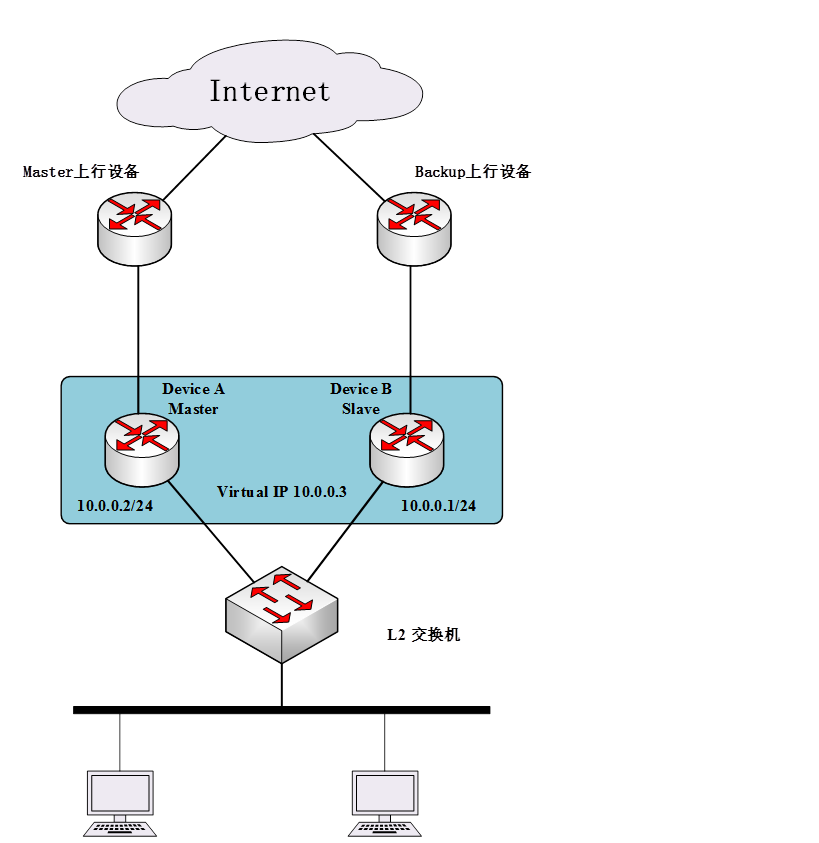 Internet
Master上行设备
Backup上行设备
Device A
Master
Device B
Slave
Virtual IP 10.0.0.3
10.0.0.2/24
10.0.0.1/24
L2 交换机